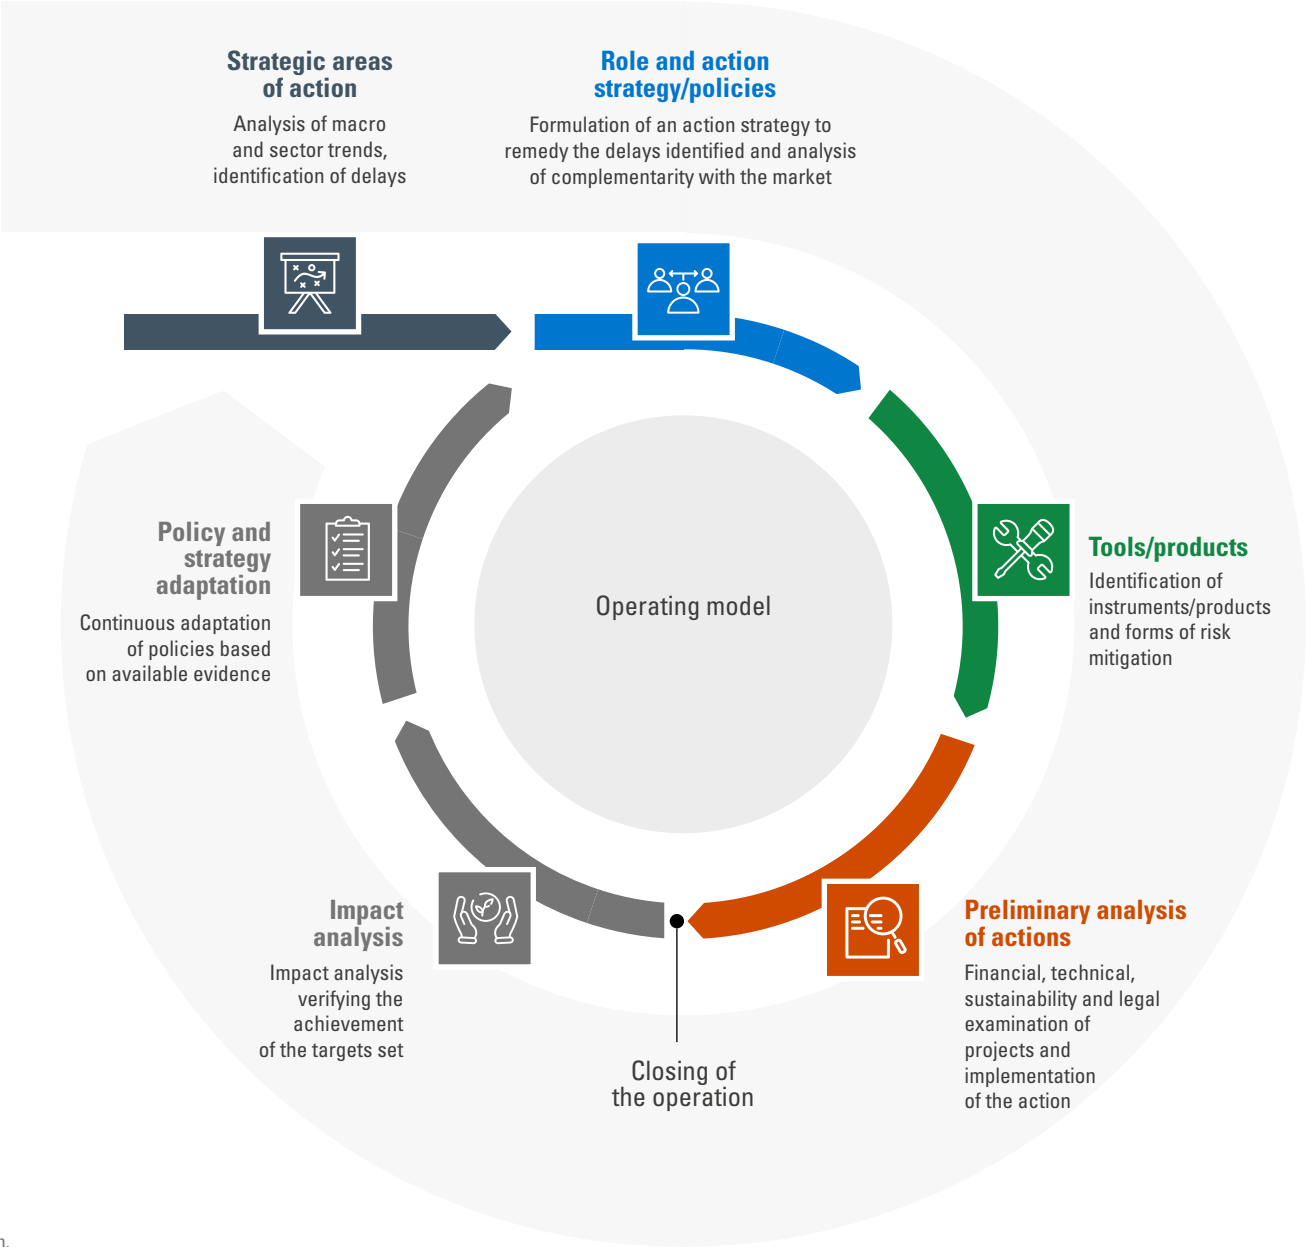 Strategic areas
of action
Analysis of macro
and sector trends,
identification of delays
Role and action
strategy/policies
Formulation of an action strategy to
remedy the delays identified and analysis
of complementarity with the market
Tools/products
Identification of
instruments/products
and forms of risk
mitigation
Preliminary analysis
of actions
Financial, technical,
sustainability and legal
examination of
projects and
implementation
of the action
Closing of
the operation
Impact
analysis
Impact analysis
verifying the
achievement
of the targets set
Policy and
strategy
adaptation
Continuous adaptation
of policies based
on available evidence
Operating model